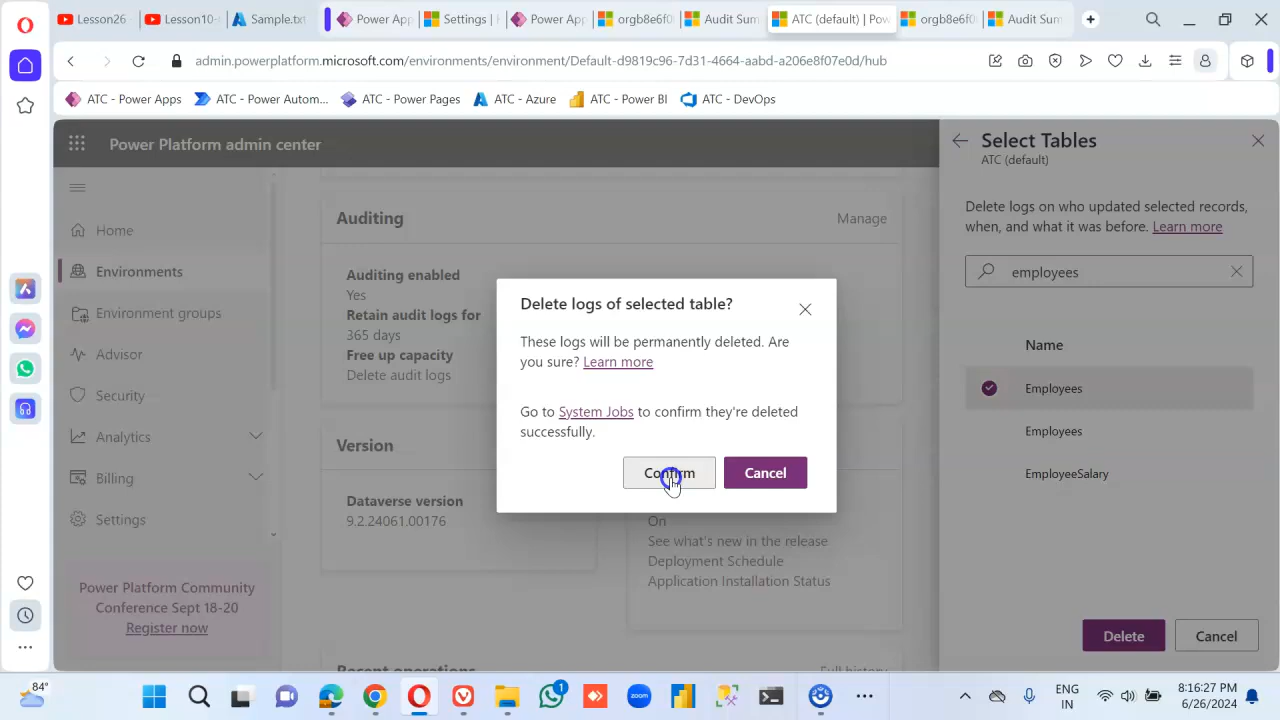 Lesson26
Lesson10
Sample.txt
Power App
Settings |
Power App
orgb8e6f0
Audit Sum
ATC (default) | Pow
orgb8e6f0
Audit Sum
admin.powerplatform.microsoft.com/environments/environment/Default-d9819c96-7d31-4664-aabd-a206e8f07e0d/hub
ATC - Power Apps
ATC - Power Autom...
ATC - Power Pages
ATC - Azure
ATC - Power BI
ATC - DevOps
Power Platform admin center
Home
Environments
Environment groups
Advisor
Security
Analytics
Billing
Settings
Power Platform Community
Conference Sept 18-20
Register now
Auditing
Manage
Auditing enabled
Yes
Retain audit logs for
365 days
Free up capacity
Delete audit logs
Version
Dataverse version
9.2.24061.00176
On
See what's new in the release
Deployment Schedule
Application Installation Status
Recent operations
Full history
Delete logs of selected table?
These logs will be permanently deleted. Are
you sure? Learn more
Go to System Jobs to confirm they're deleted
successfully.
Confirm
Cancel
Select Tables
ATC (default)
Delete logs on who updated selected records,
when, and what it was before. Learn more
employees
Name
Employees
Employees
EmployeeSalary
Delete
Cancel
84°
1
zoom
ENG
IN
8:16:27 PM
6/26/2024